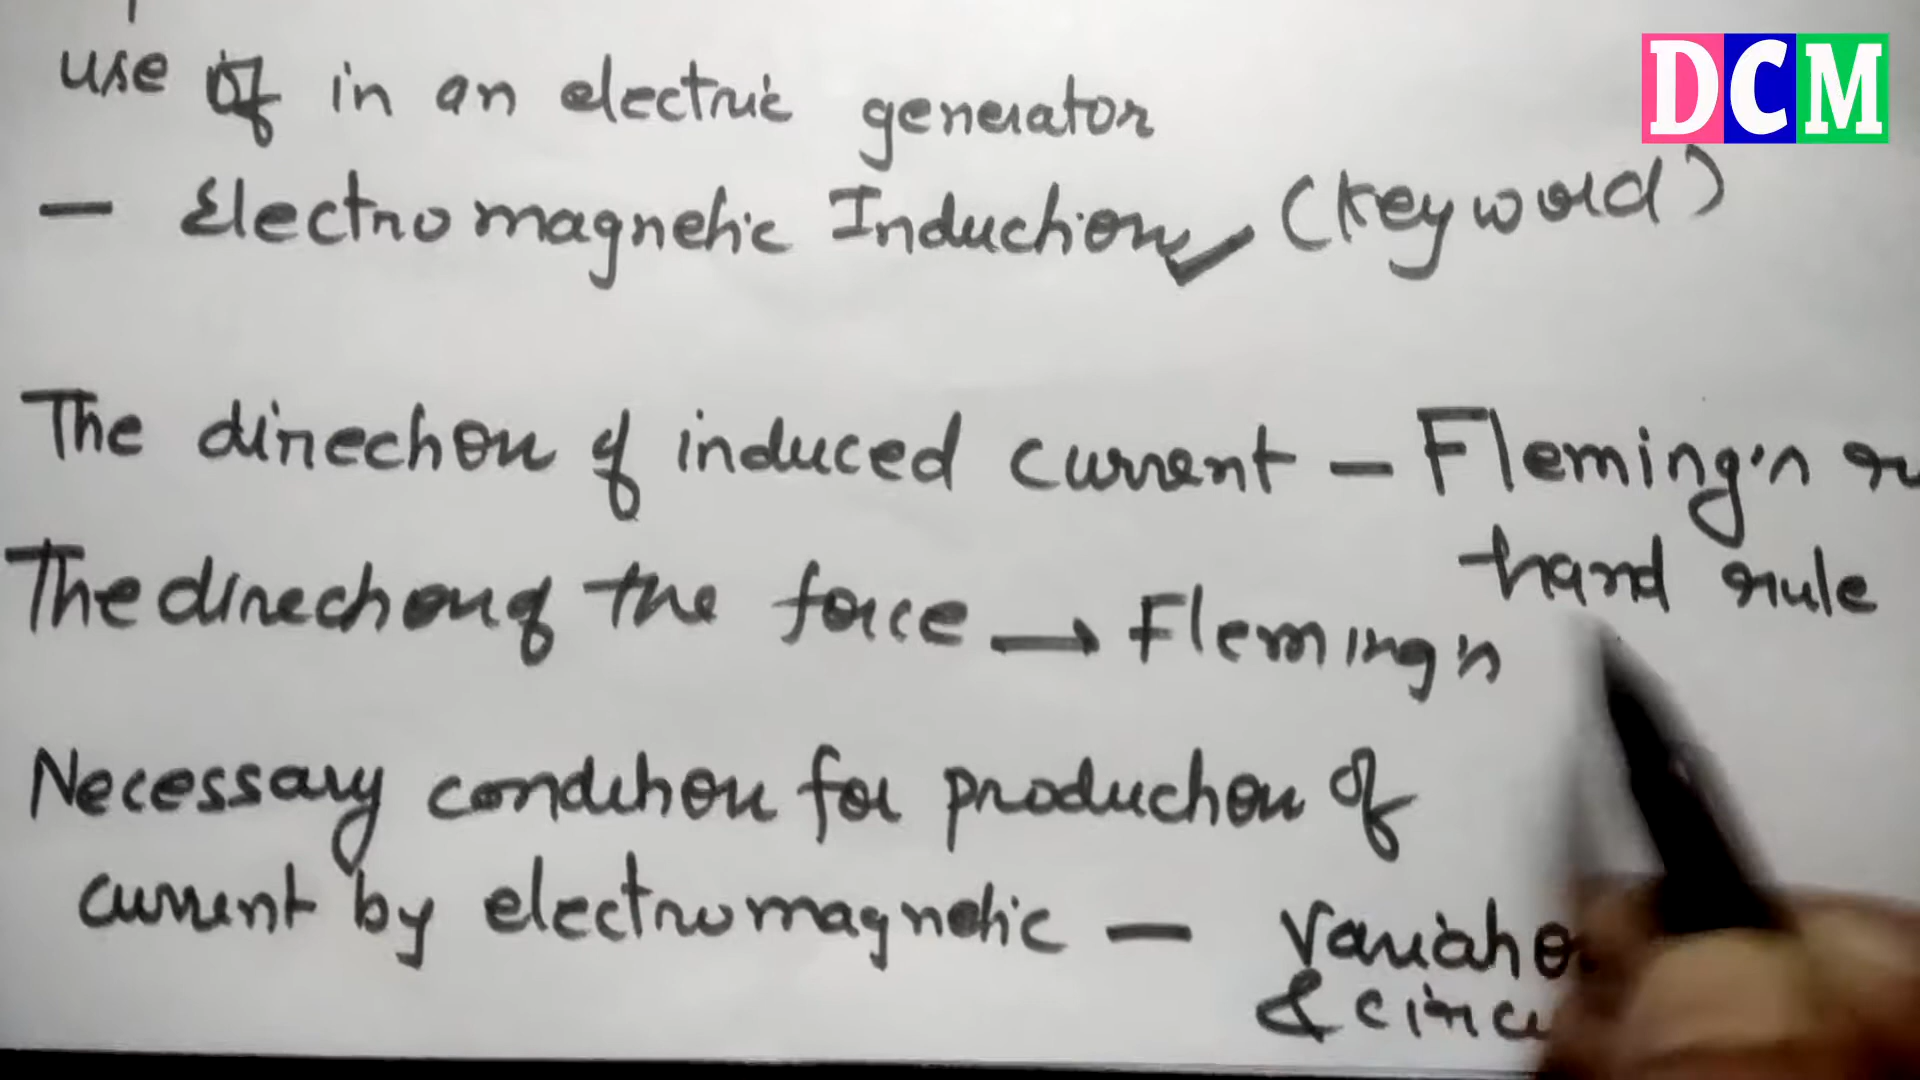 use of in an electric generator
DCM
— Electromagnetic Induction ✓ (Keyword)
The direction of induced current — Fleming's
hand rule
The direction of the force → Fleming's
Necessary condition for production of
current by electromagnetic —
&